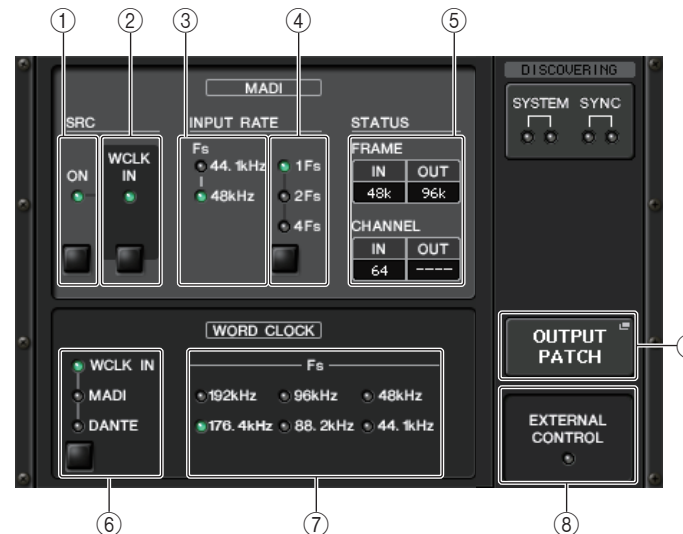 ① ② ③ ④ ⑤
MADI
SRC
ON
WCLK
IN
INPUT RATE
Fs
44.1kHz
48kHz
1Fs
2Fs
4Fs
STATUS
FRAME
IN OUT
48k 96k
CHANNEL
IN OUT
64 ----
DISCOVERING
SYSTEM SYNC
WORD CLOCK
WCLK IN
MADI
DANTE
Fs
192kHz 96kHz 48kHz
176.4kHz 88.2kHz 44.1kHz
OUTPUT
PATCH
EXTERNAL
CONTROL
⑥ ⑦ ⑧